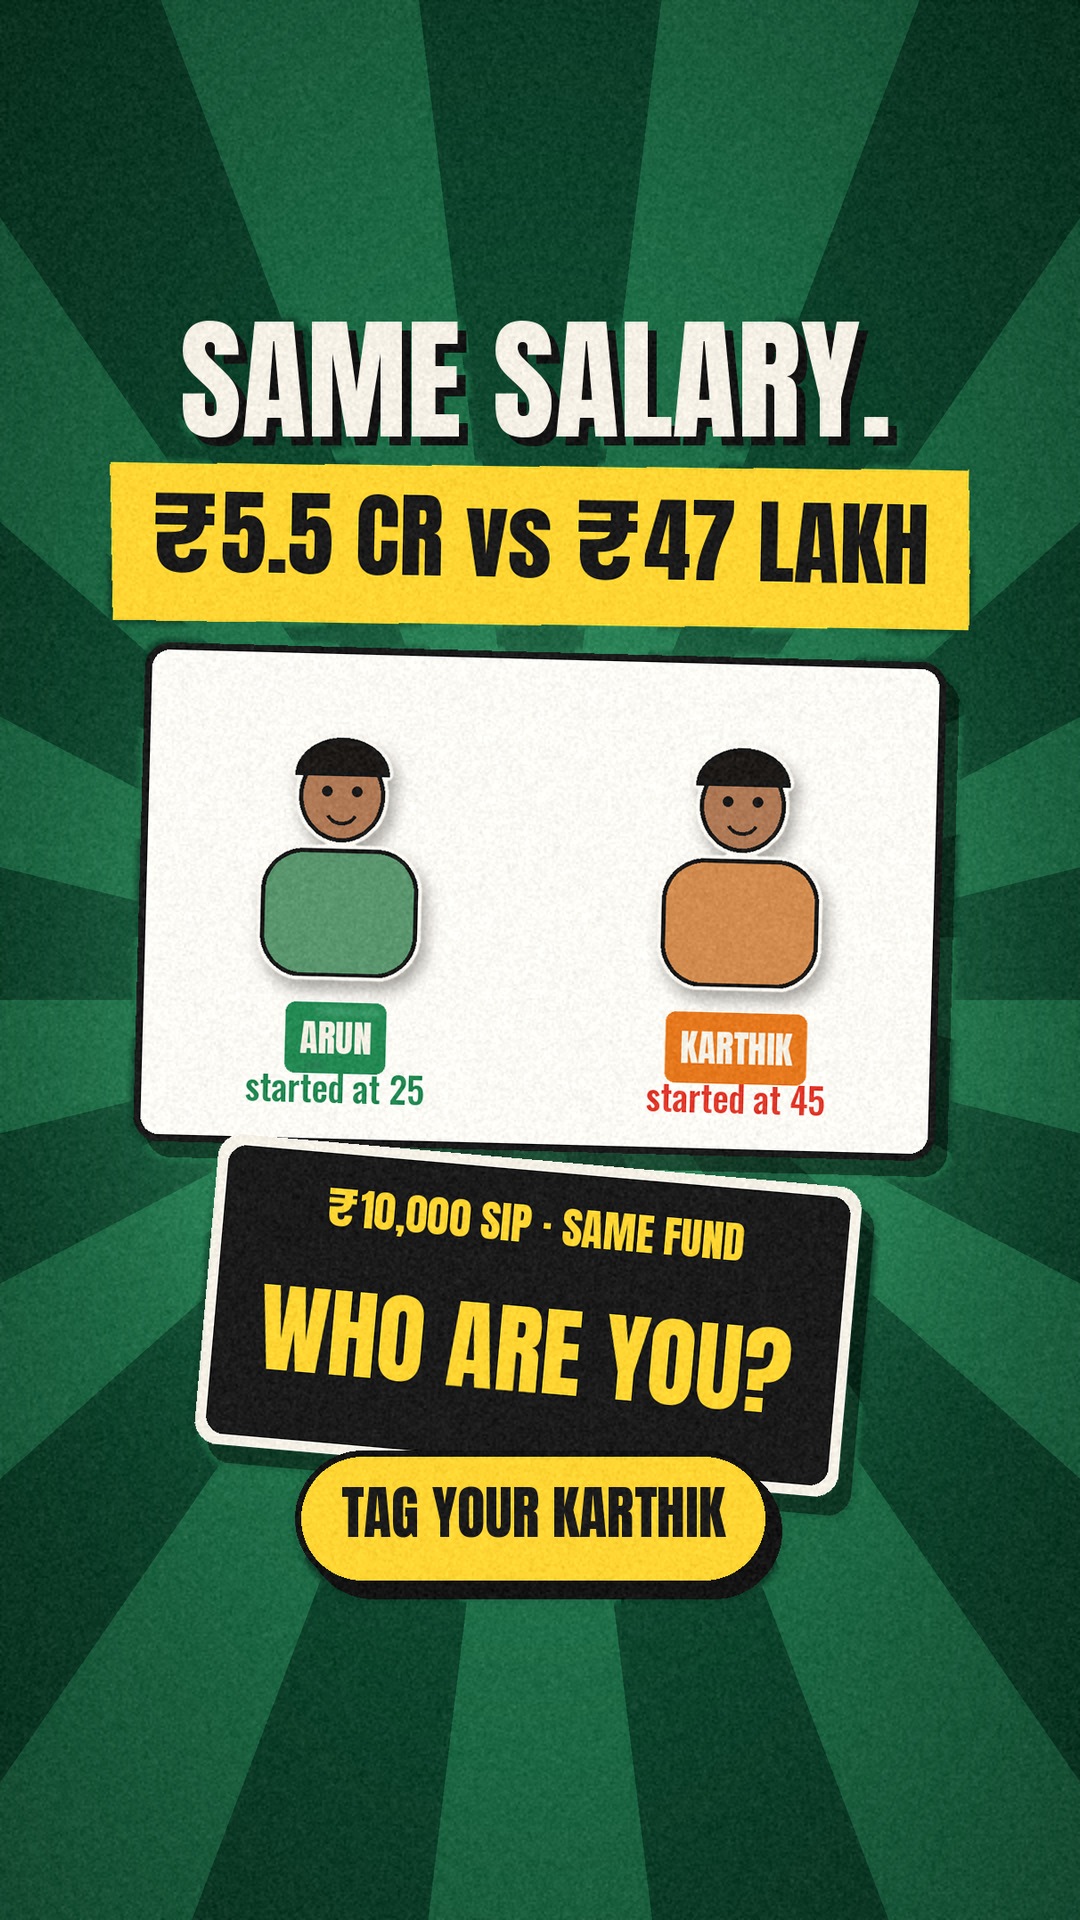 SAME SALARY.
₹5.5 CR vs ₹47 LAKH
ARUN
started at 25
KARTHIK
started at 45
₹10,000 SIP · SAME FUND
WHO ARE YOU?
TAG YOUR KARTHIK